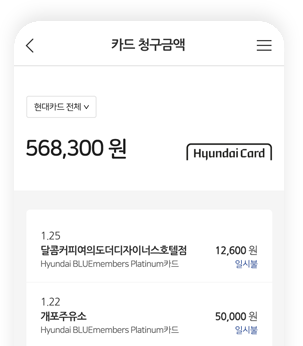 카드 청구금액
현대카드 전체
568,300 원
Hyundai Card
1.25
달콤커피여의도더디자이너스호텔점 12,600 원
Hyundai BLUEmembers Platinum카드 일시불
1.22
개포주유소 50,000 원
Hyundai BLUEmembers Platinum카드 일시불